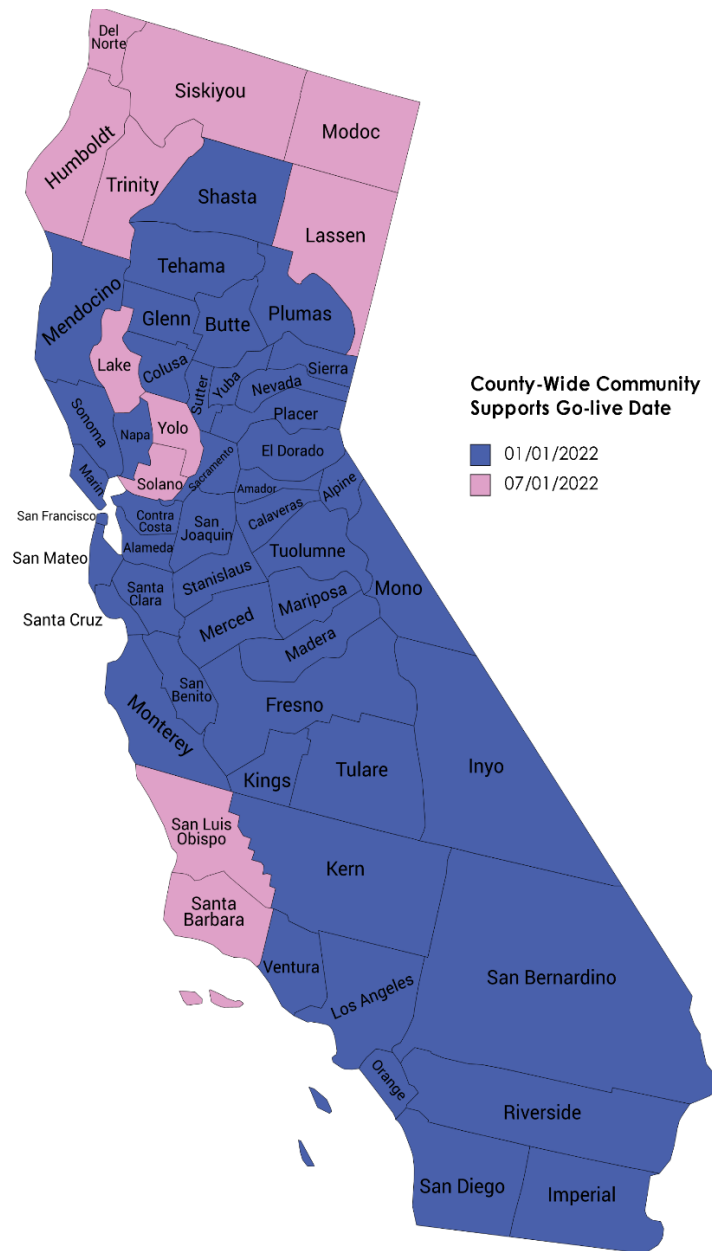 Del
Norte
Siskiyou
Modoc
Humboldt
Trinity
Shasta
Lassen
Tehama
Mendocino
Glenn
Butte
Plumas
Lake
Colusa
Sutter
Yuba
Sierra
Nevada
Placer
County-Wide Community
Supports Go-live Date
01/01/2022
07/01/2022
Sonoma
Napa
Yolo
El Dorado
Sacramento
Solano
Marin
Amador
Alpine
Calaveras
San Francisco
Contra
Costa
San
Joaquin
Alameda
Tuolumne
San Mateo
Stanislaus
Mono
Santa
Clara
Mariposa
Santa Cruz
Merced
Madera
San
Benito
Fresno
Monterey
Kings
Tulare
Inyo
San Luis
Obispo
Kern
Santa
Barbara
Ventura
Los Angeles
San Bernardino
Orange
Riverside
San Diego
Imperial